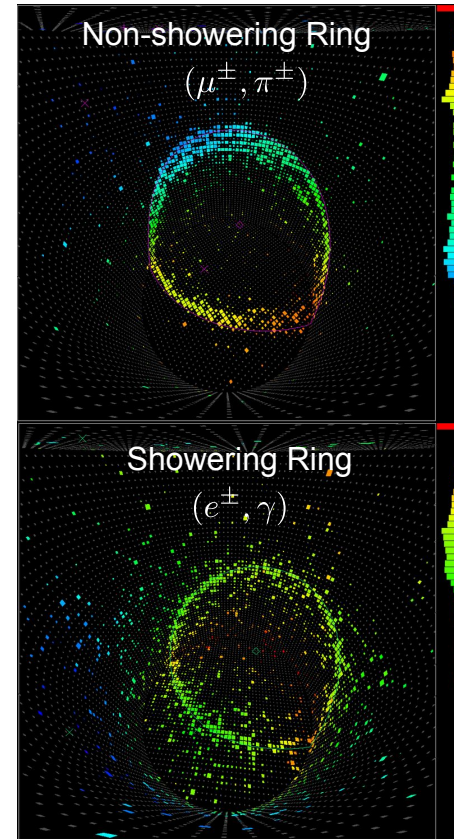 Non-showering Ring
(μ±, π±)
Showering Ring
(e±, γ)